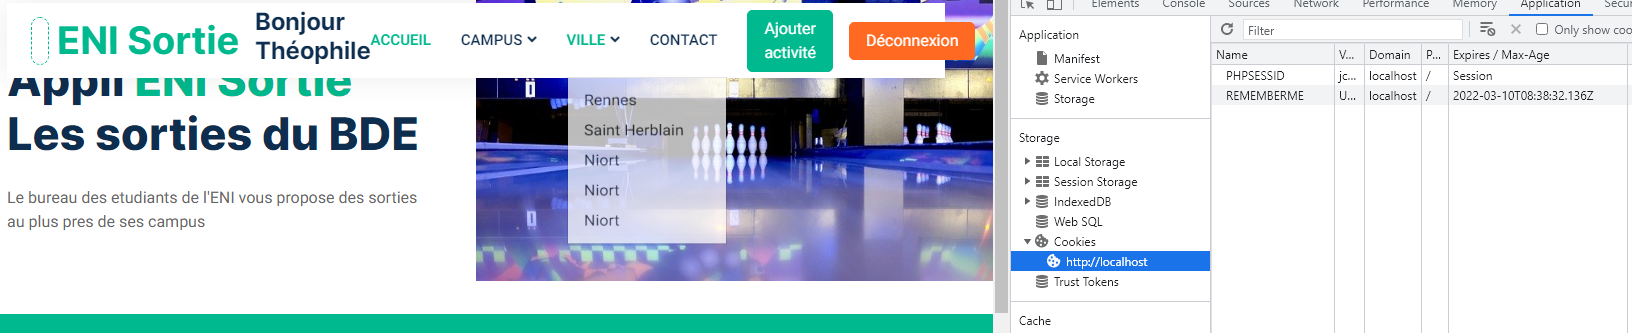 ENI Sortie
Bonjour
Théophile
ACCUEIL
CAMPUS
VILLE
CONTACT
Ajouter
activité
Déconnexion
Appli ENI Sortie
Les sorties du BDE
Le bureau des etudiants de l'ENI vous propose des sorties
au plus pres de ses campus
Rennes
Saint Herblain
Niort
Niort
Niort
Elements Console Sources Network Performance Memory Application
Application
Manifest
Service Workers
Storage
Storage
Local Storage
Session Storage
IndexedDB
Web SQL
Cookies
http://localhost
Trust Tokens
Cache
Filter
Only show coo
Name V... Domain P... Expires / Max-Age
PHPSESSID jc... localhost / Session
REMEMBERME U... localhost / 2022-03-10T08:38:32.136Z